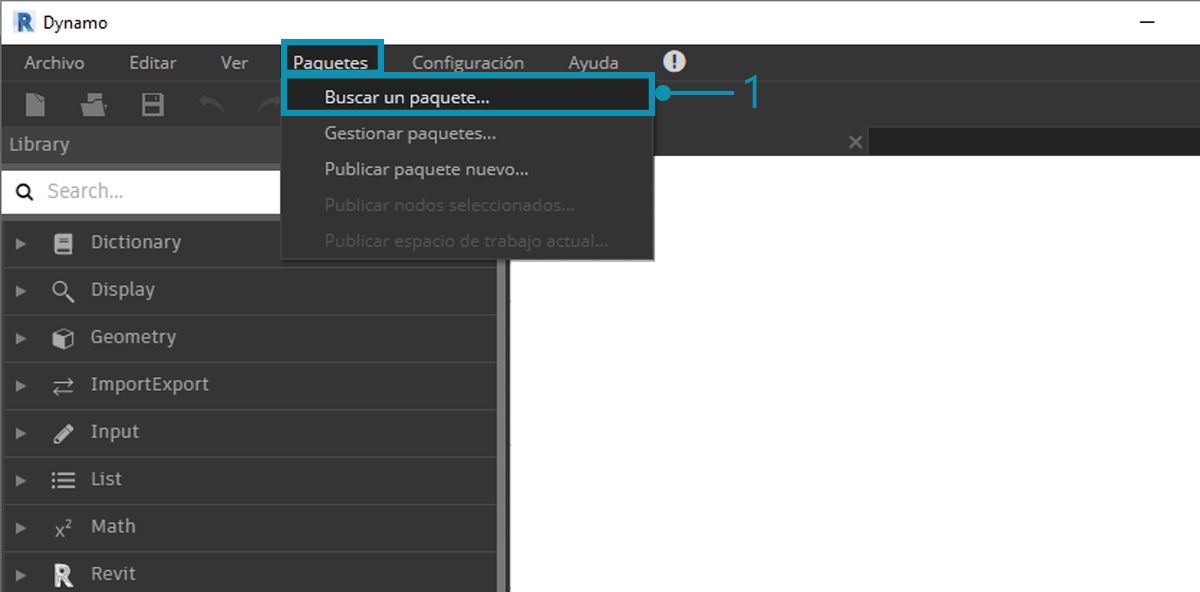 Dynamo
Archivo Editar Ver Paquetes Configuración Ayuda
Buscar un paquete... 1
Gestionar paquetes...
Library
Publicar paquete nuevo...
Search...
Publicar nodos seleccionados...
Publicar espacio de trabajo actual...
Dictionary
Display
Geometry
ImportExport
Input
List
x² Math
R Revit